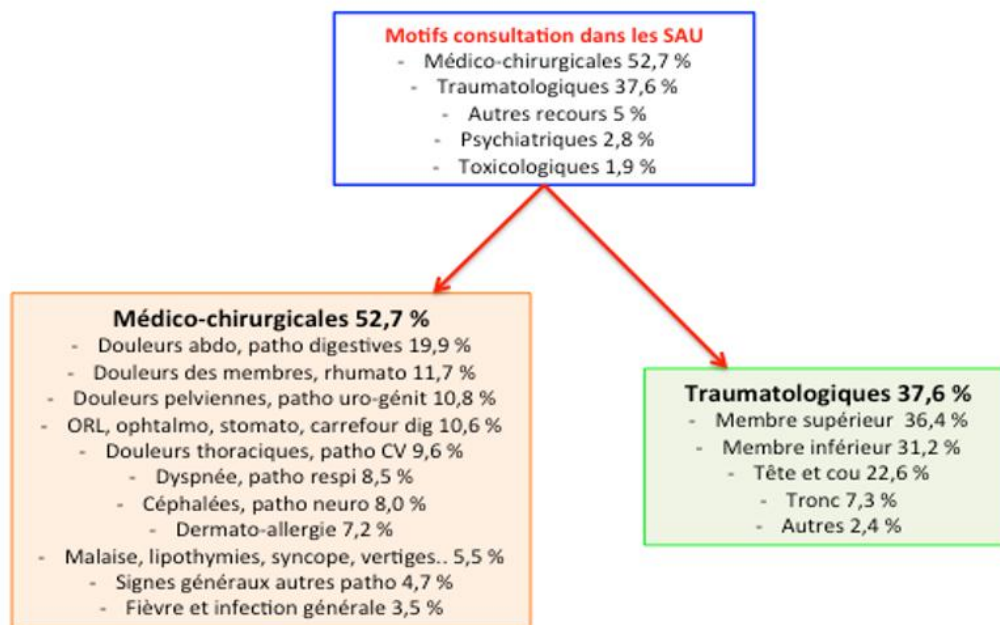 Motifs consultation dans les SAU
- Médico-chirurgicales 52,7 %
- Traumatologiques 37,6 %
- Autres recours 5 %
- Psychiatriques 2,8 %
- Toxicologiques 1,9 %
Médico-chirurgicales 52,7 %
- Douleurs abdo, patho digestives 19,9 %
- Douleurs des membres, rhumato 11,7 %
- Douleurs pelviennes, patho uro-génit 10,8 %
- ORL, ophtalmo, stomato, carrefour dig 10,6 %
- Douleurs thoraciques, patho CV 9,6 %
- Dyspnée, patho respi 8,5 %
- Céphalées, patho neuro 8,0 %
- Dermato-allergie 7,2 %
- Malaise, lipothymies, syncope, vertiges.. 5,5 %
- Signes généraux autres patho 4,7 %
- Fièvre et infection générale 3,5 %
Traumatologiques 37,6 %
- Membre supérieur 36,4 %
- Membre inférieur 31,2 %
- Tête et cou 22,6 %
- Tronc 7,3 %
- Autres 2,4 %